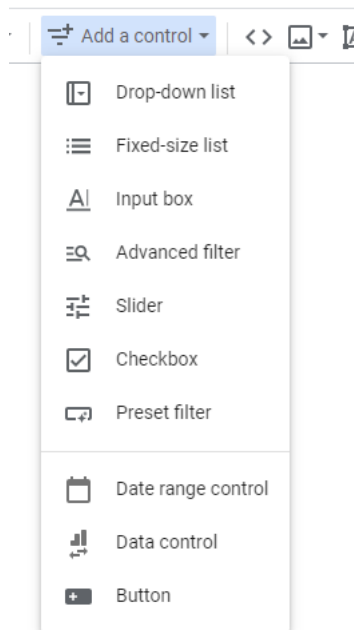 Add a control
Drop-down list
Fixed-size list
Input box
Advanced filter
Slider
Checkbox
Preset filter
Date range control
Data control
Button